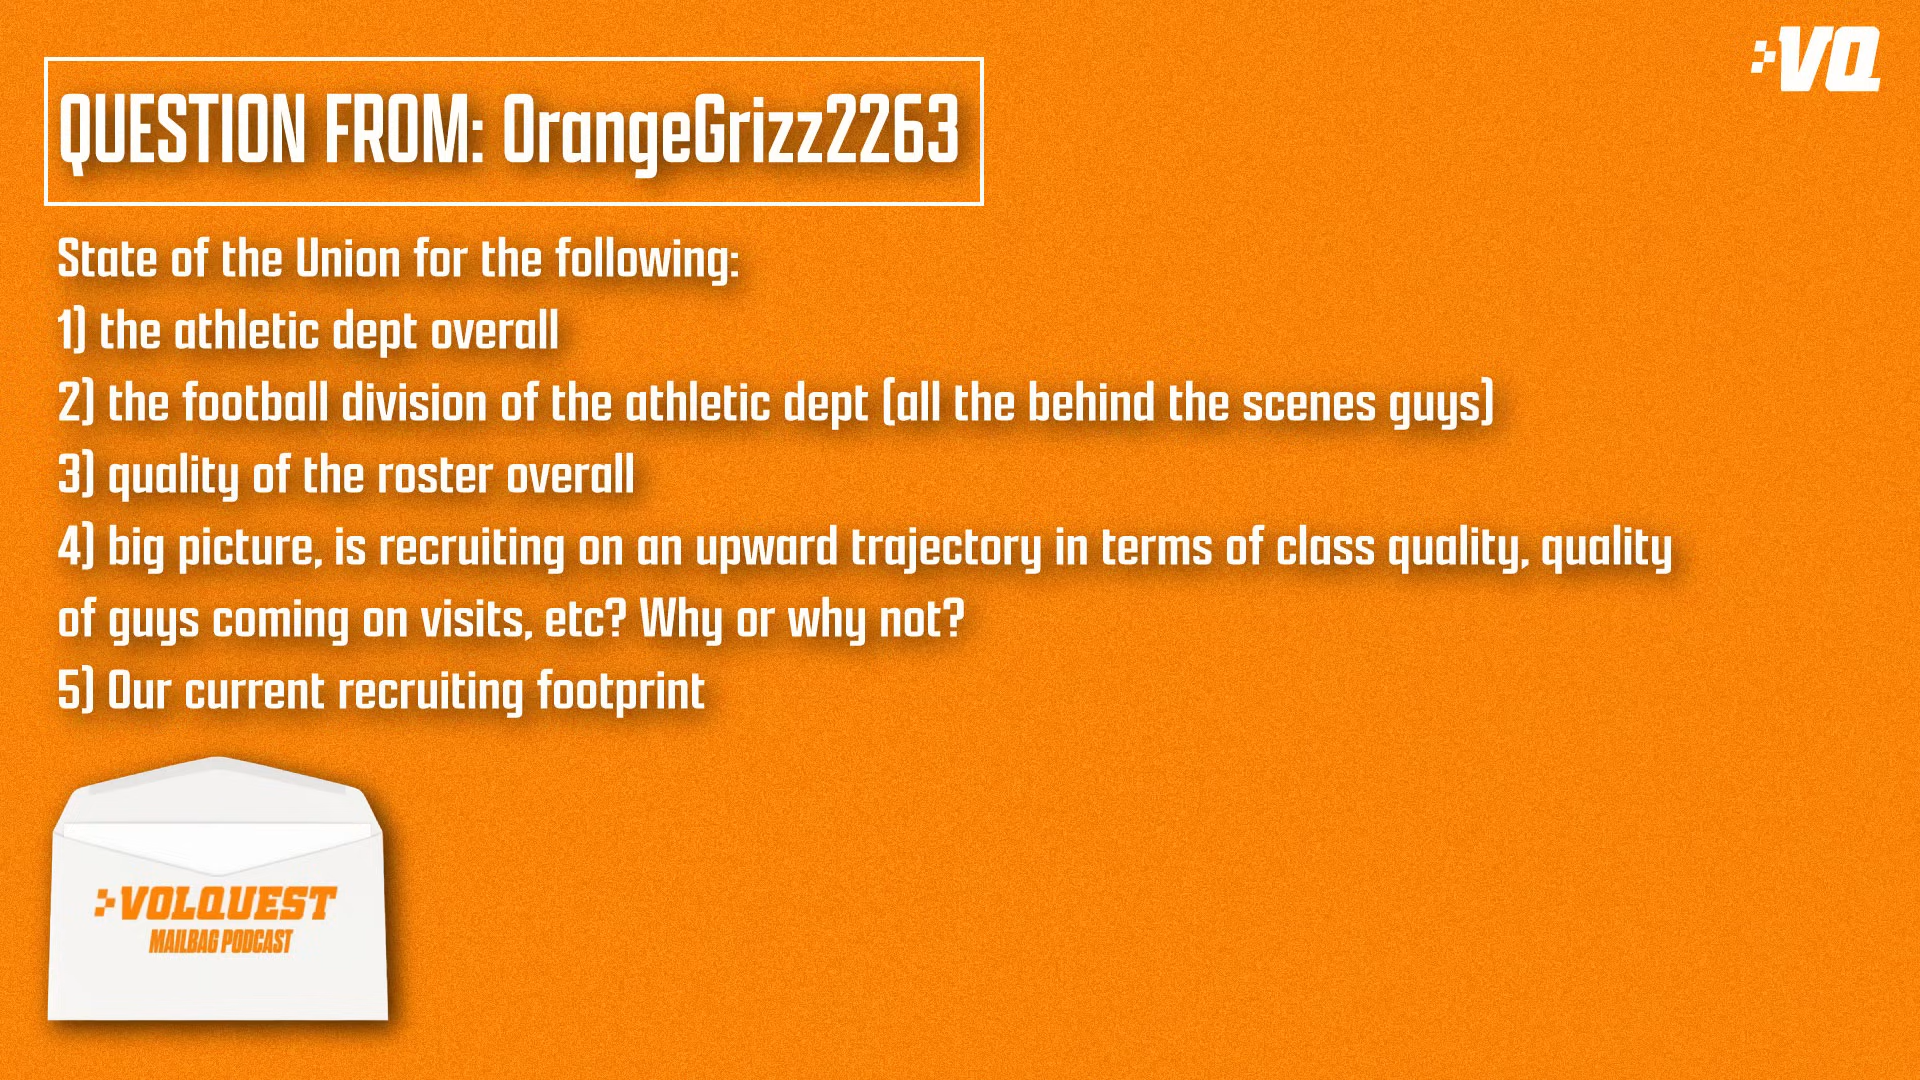 VQ
QUESTION FROM: OrangeGrizz2263
State of the Union for the following:
1) the athletic dept overall
2) the football division of the athletic dept (all the behind the scenes guys)
3) quality of the roster overall
4) big picture, is recruiting on an upward trajectory in terms of class quality, quality
of guys coming on visits, etc? Why or why not?
5) Our current recruiting footprint
VOLQUEST
MAILBAG PODCAST